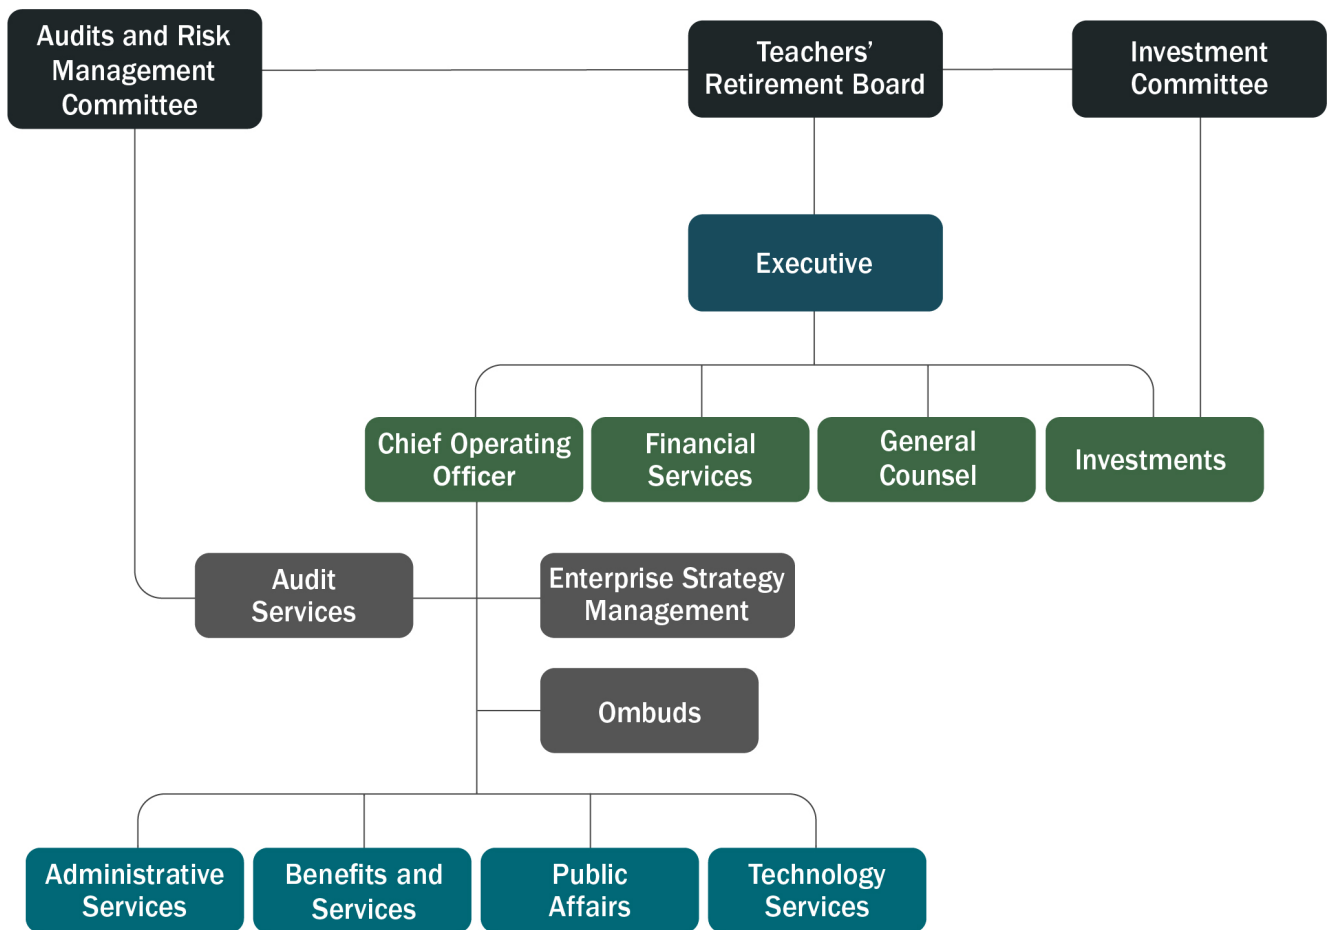 Audits and Risk
Management
Committee
Teachers’
Retirement Board
Investment
Committee
Executive
Chief Operating
Officer
Financial
Services
General
Counsel
Investments
Audit
Services
Enterprise Strategy
Management
Ombuds
Administrative
Services
Benefits and
Services
Public
Affairs
Technology
Services